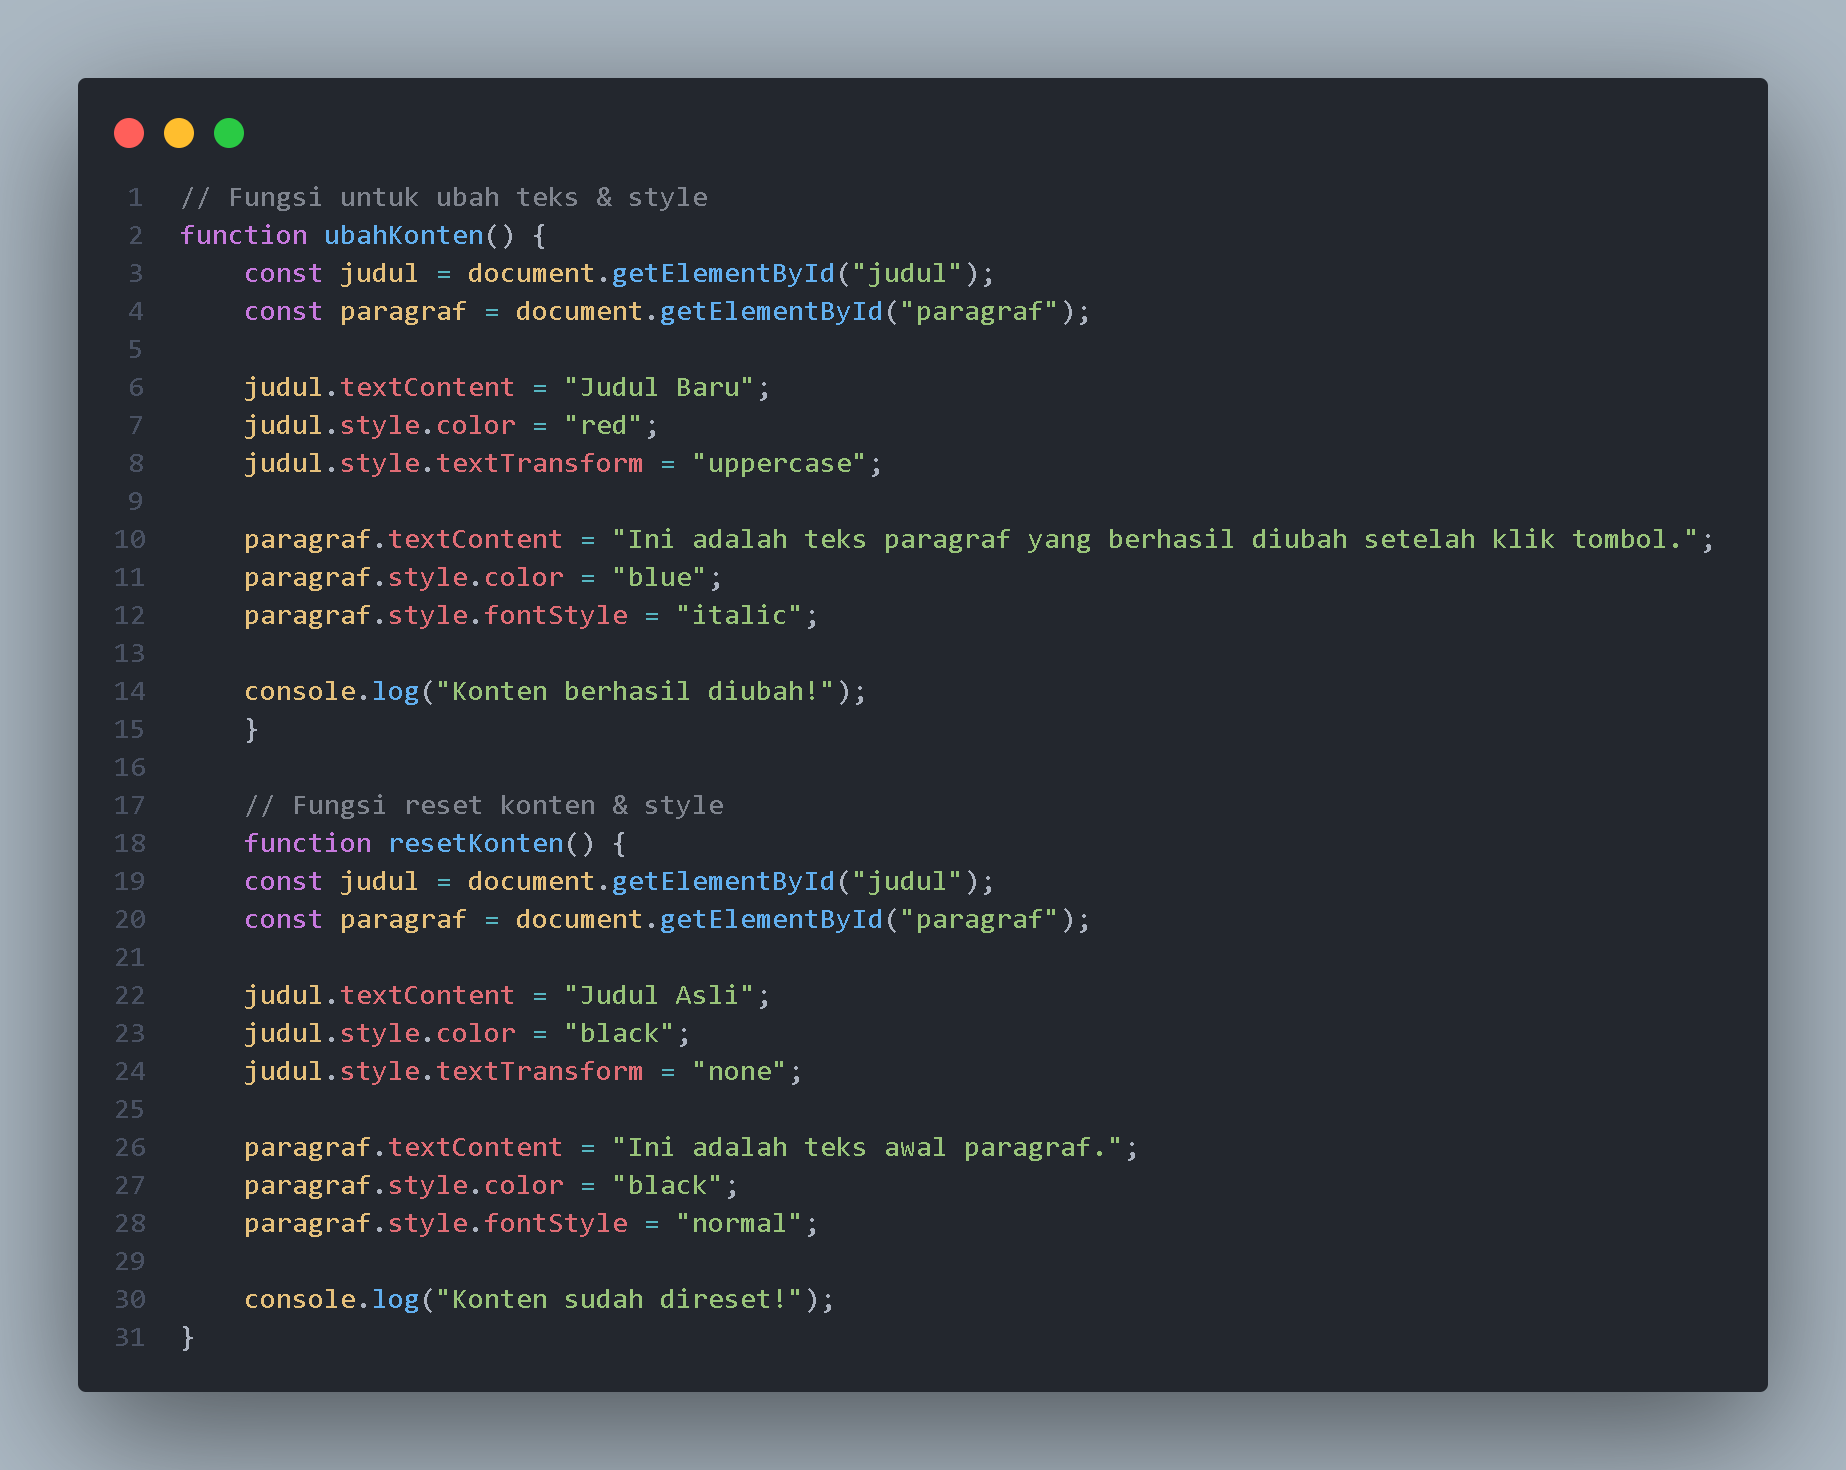 1 // Fungsi untuk ubah teks & style
2 function ubahKonten() {
3     const judul = document.getElementById("judul");
4     const paragraf = document.getElementById("paragraf");
5
6     judul.textContent = "Judul Baru";
7     judul.style.color = "red";
8     judul.style.textTransform = "uppercase";
9
10     paragraf.textContent = "Ini adalah teks paragraf yang berhasil diubah setelah klik tombol.";
11     paragraf.style.color = "blue";
12     paragraf.style.fontStyle = "italic";
13
14     console.log("Konten berhasil diubah!");
15     }
16
17     // Fungsi reset konten & style
18     function resetKonten() {
19     const judul = document.getElementById("judul");
20     const paragraf = document.getElementById("paragraf");
21
22     judul.textContent = "Judul Asli";
23     judul.style.color = "black";
24     judul.style.textTransform = "none";
25
26     paragraf.textContent = "Ini adalah teks awal paragraf.";
27     paragraf.style.color = "black";
28     paragraf.style.fontStyle = "normal";
29
30     console.log("Konten sudah direset!");
31 }